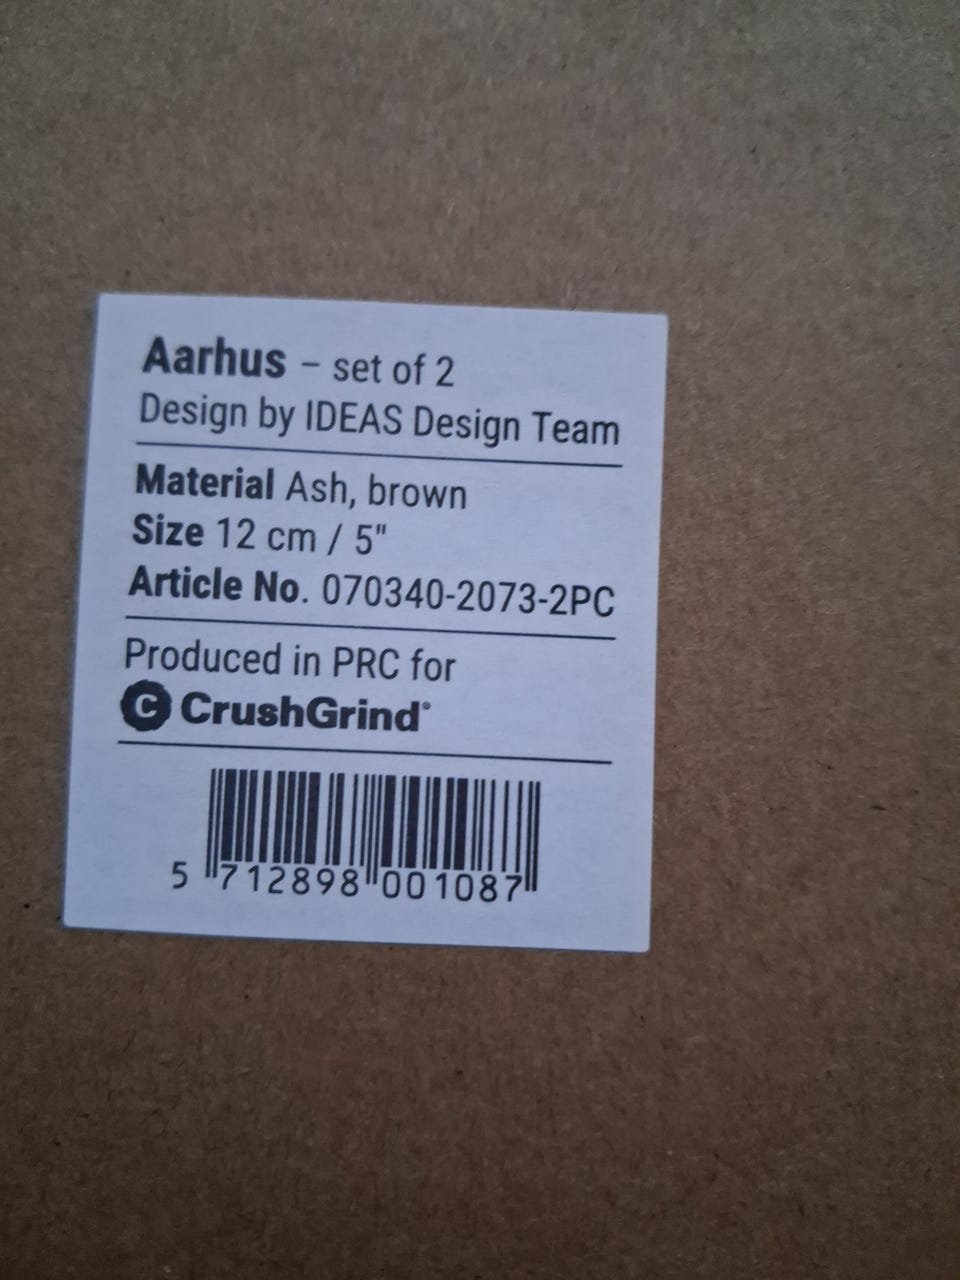 Aarhus – set of 2
Design by IDEAS Design Team
Material Ash, brown
Size 12 cm / 5"
Article No. 070340-2073-2PC
Produced in PRC for
C CrushGrind®
5 712898 001087